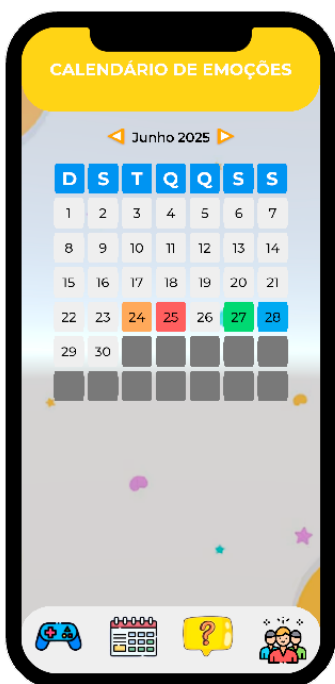 CALENDÁRIO DE EMOÇÕES
Junho 2025
D S T Q Q S S
1 2 3 4 5 6 7
8 9 10 11 12 13 14
15 16 17 18 19 20 21
22 23 24 25 26 27 28
29 30
?